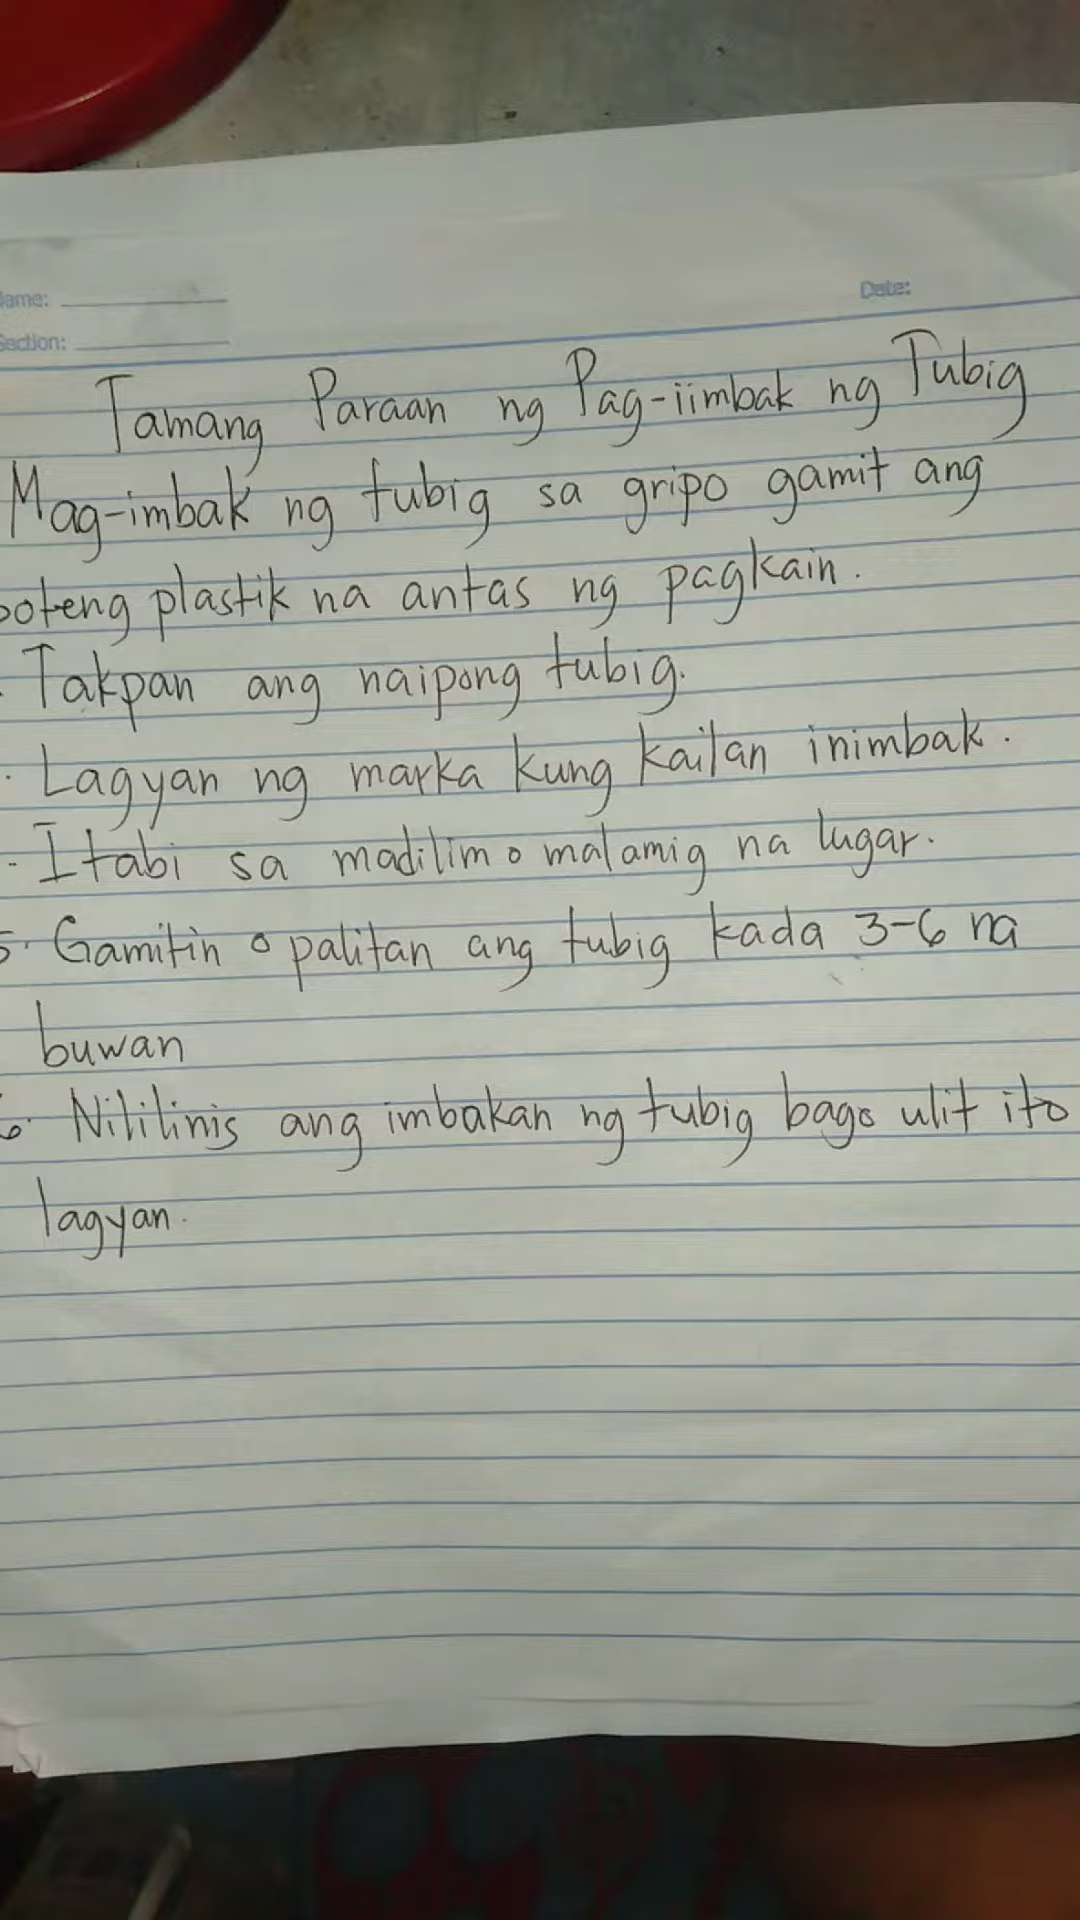 Name:
Date:
Section:
Tamang Paraan ng Pag-iimbak ng Tubig
Mag-imbak ng tubig sa gripo gamit ang
boteng plastik na antas ng pagkain.
Takpan ang naipong tubig.
Lagyan ng marka kung kailan inimbak.
- Itabi sa madilim o malamig na lugar.
5. Gamitin o palitan ang tubig kada 3-6 na
buwan
6. Nililinis ang imbakan ng tubig bago ulit ito
lagyan.